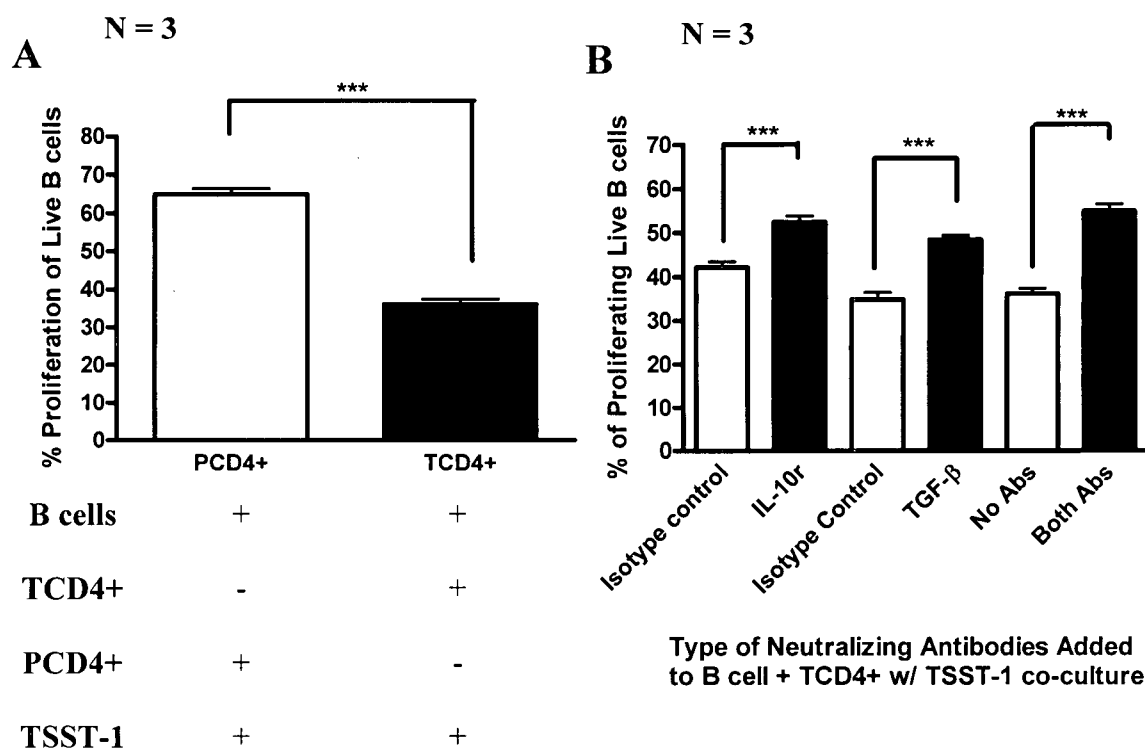 A
N = 3
***
% Proliferation of Live B cells
80
70
60
50
40
30
20
10
0
PCD4+
TCD4+
B cells + +
TCD4+ - +
PCD4+ + -
TSST-1 + +
B
N = 3
***
***
***
% of Proliferating Live B cells
70
60
50
40
30
20
10
0
Isotype control
IL-10r
Isotype Control
TGF-β
No Abs
Both Abs
Type of Neutralizing Antibodies Added
to B cell + TCD4+ w/ TSST-1 co-culture